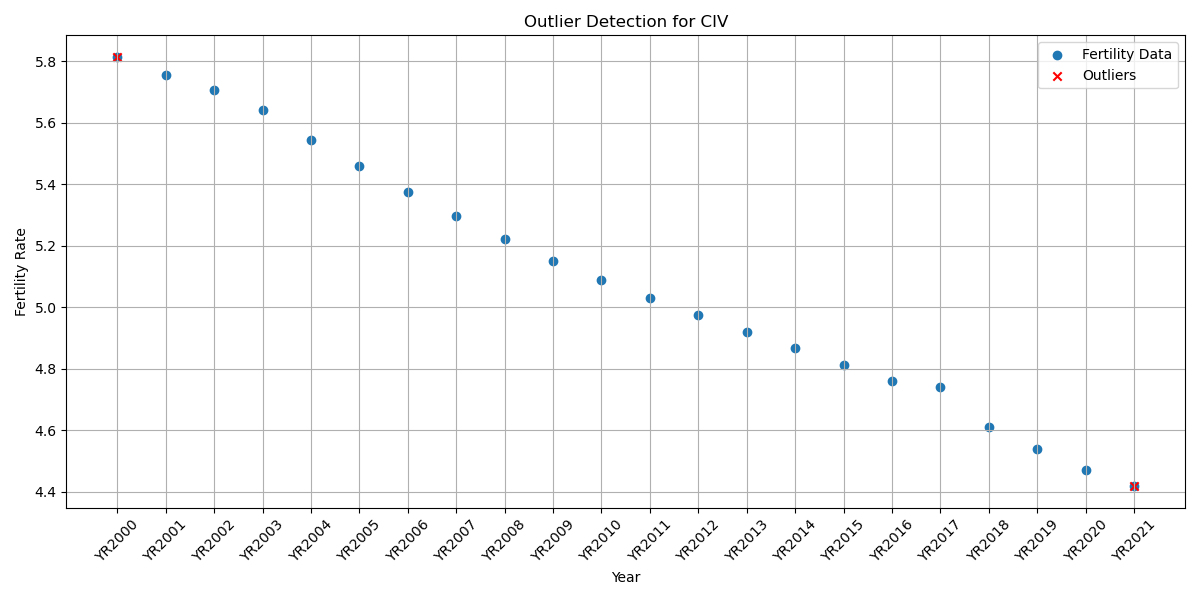 Outlier Detection for CIV
Fertility Data
Outliers
Fertility Rate
5.8
5.6
5.4
5.2
5.0
4.8
4.6
4.4
YR2000
YR2001
YR2002
YR2003
YR2004
YR2005
YR2006
YR2007
YR2008
YR2009
YR2010
YR2011
YR2012
YR2013
YR2014
YR2015
YR2016
YR2017
YR2018
YR2019
YR2020
YR2021
Year